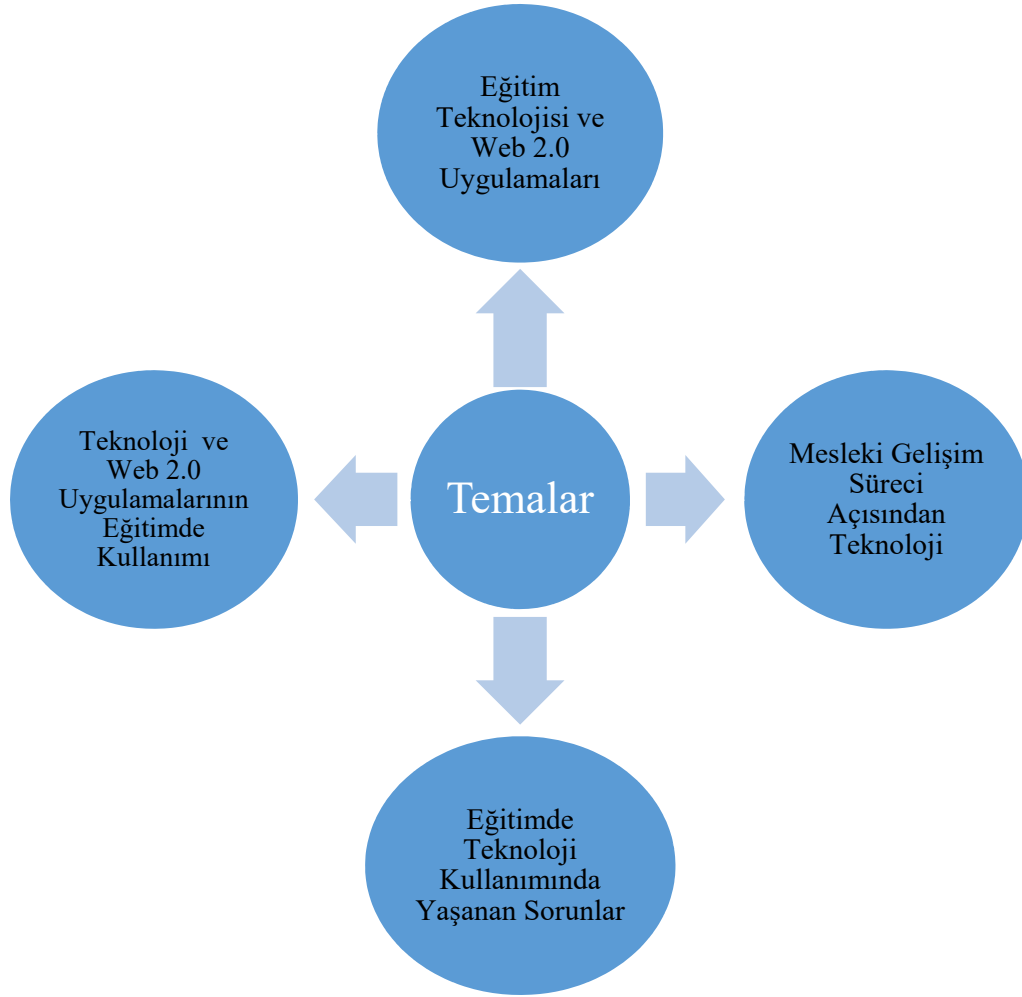 Eğitim
Teknolojisi ve
Web 2.0
Uygulamaları
Teknoloji  ve
Web 2.0
Uygulamalarının
Eğitimde
Kullanımı
Temalar
Mesleki Gelişim
Süreci
Açısından
Teknoloji
Eğitimde
Teknoloji
Kullanımında
Yaşanan Sorunlar